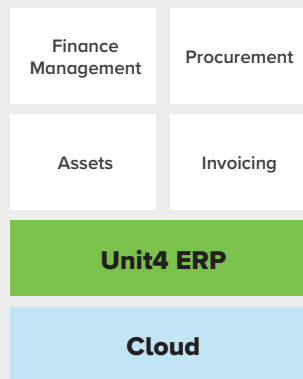 Finance
Management
Procurement
Assets
Invoicing
Unit4 ERP
Cloud